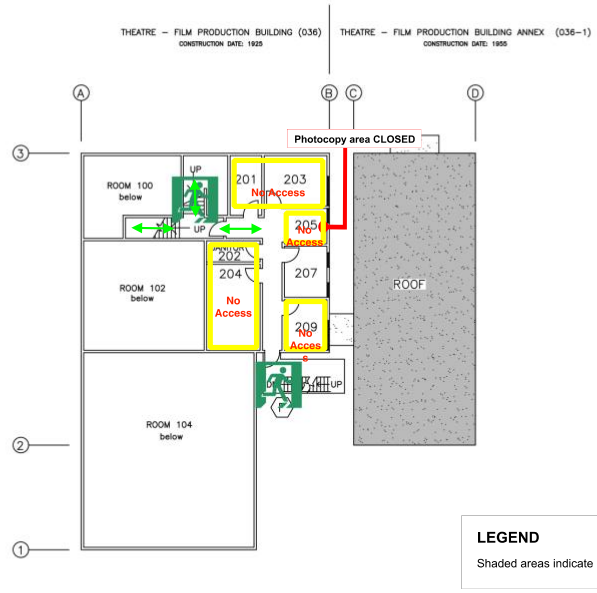 THEATRE – FILM PRODUCTION BUILDING (036)
CONSTRUCTION DATE: 1925
THEATRE – FILM PRODUCTION BUILDING ANNEX (036-1)
CONSTRUCTION DATE: 1955
A
B
C
D
Photocopy area CLOSED
3
ROOM 100
below
UP
201
203
No Access
UP
205
No
Access
JANITOR
202
204
No
Access
207
ROOM 102
below
ROOF
209
No
Acces
s
DN
UP
F
ROOM 104
below
2
1
LEGEND
Shaded areas indicate